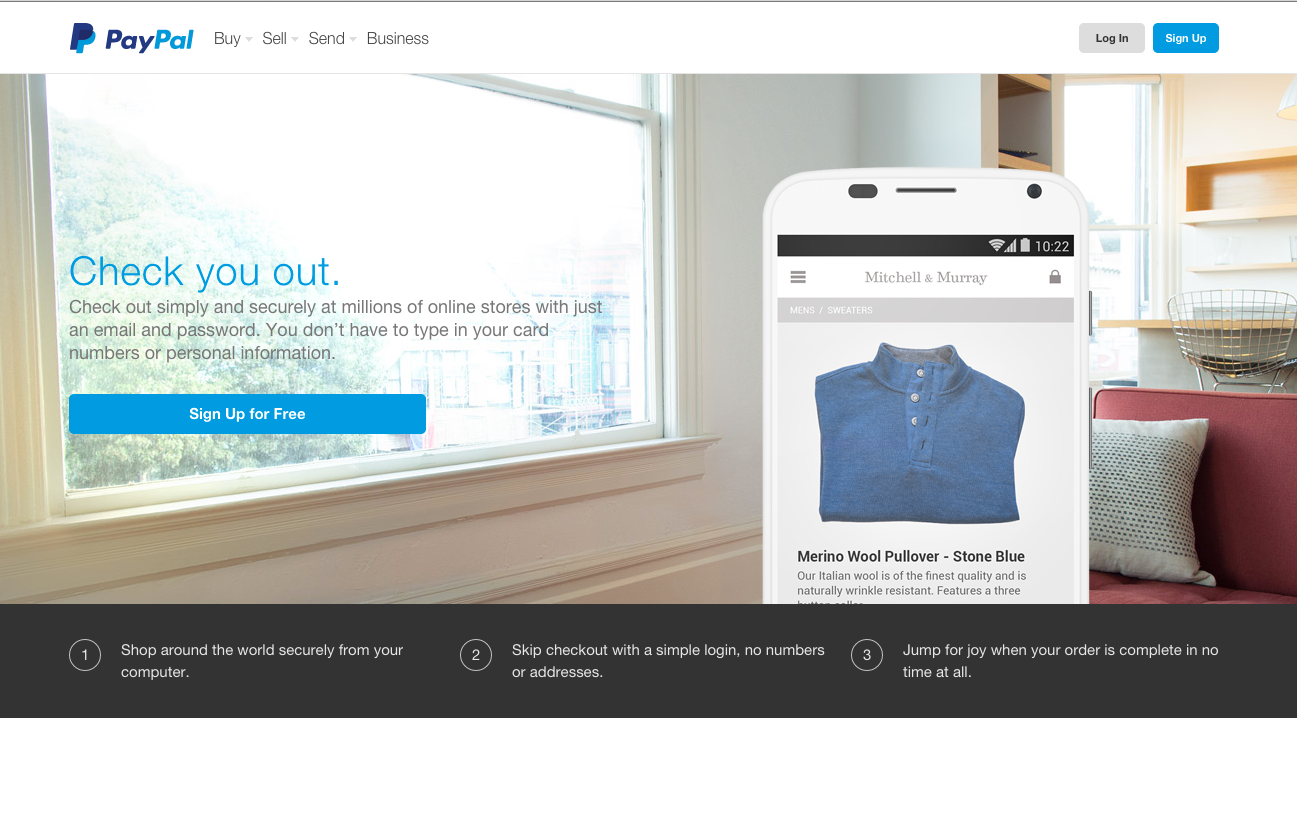 PayPal Buy Sell Send Business Log In Sign Up
10:22
Mitchell & Murray
MENS / SWEATERS
Check you out.
Check out simply and securely at millions of online stores with just
an email and password. You don't have to type in your card
numbers or personal information.
Sign Up for Free
Merino Wool Pullover - Stone Blue
Our Italian wool is of the finest quality and is
naturally wrinkle resistant. Features a three
1 Shop around the world securely from your
computer.
2 Skip checkout with a simple login, no numbers
or addresses.
3 Jump for joy when your order is complete in no
time at all.